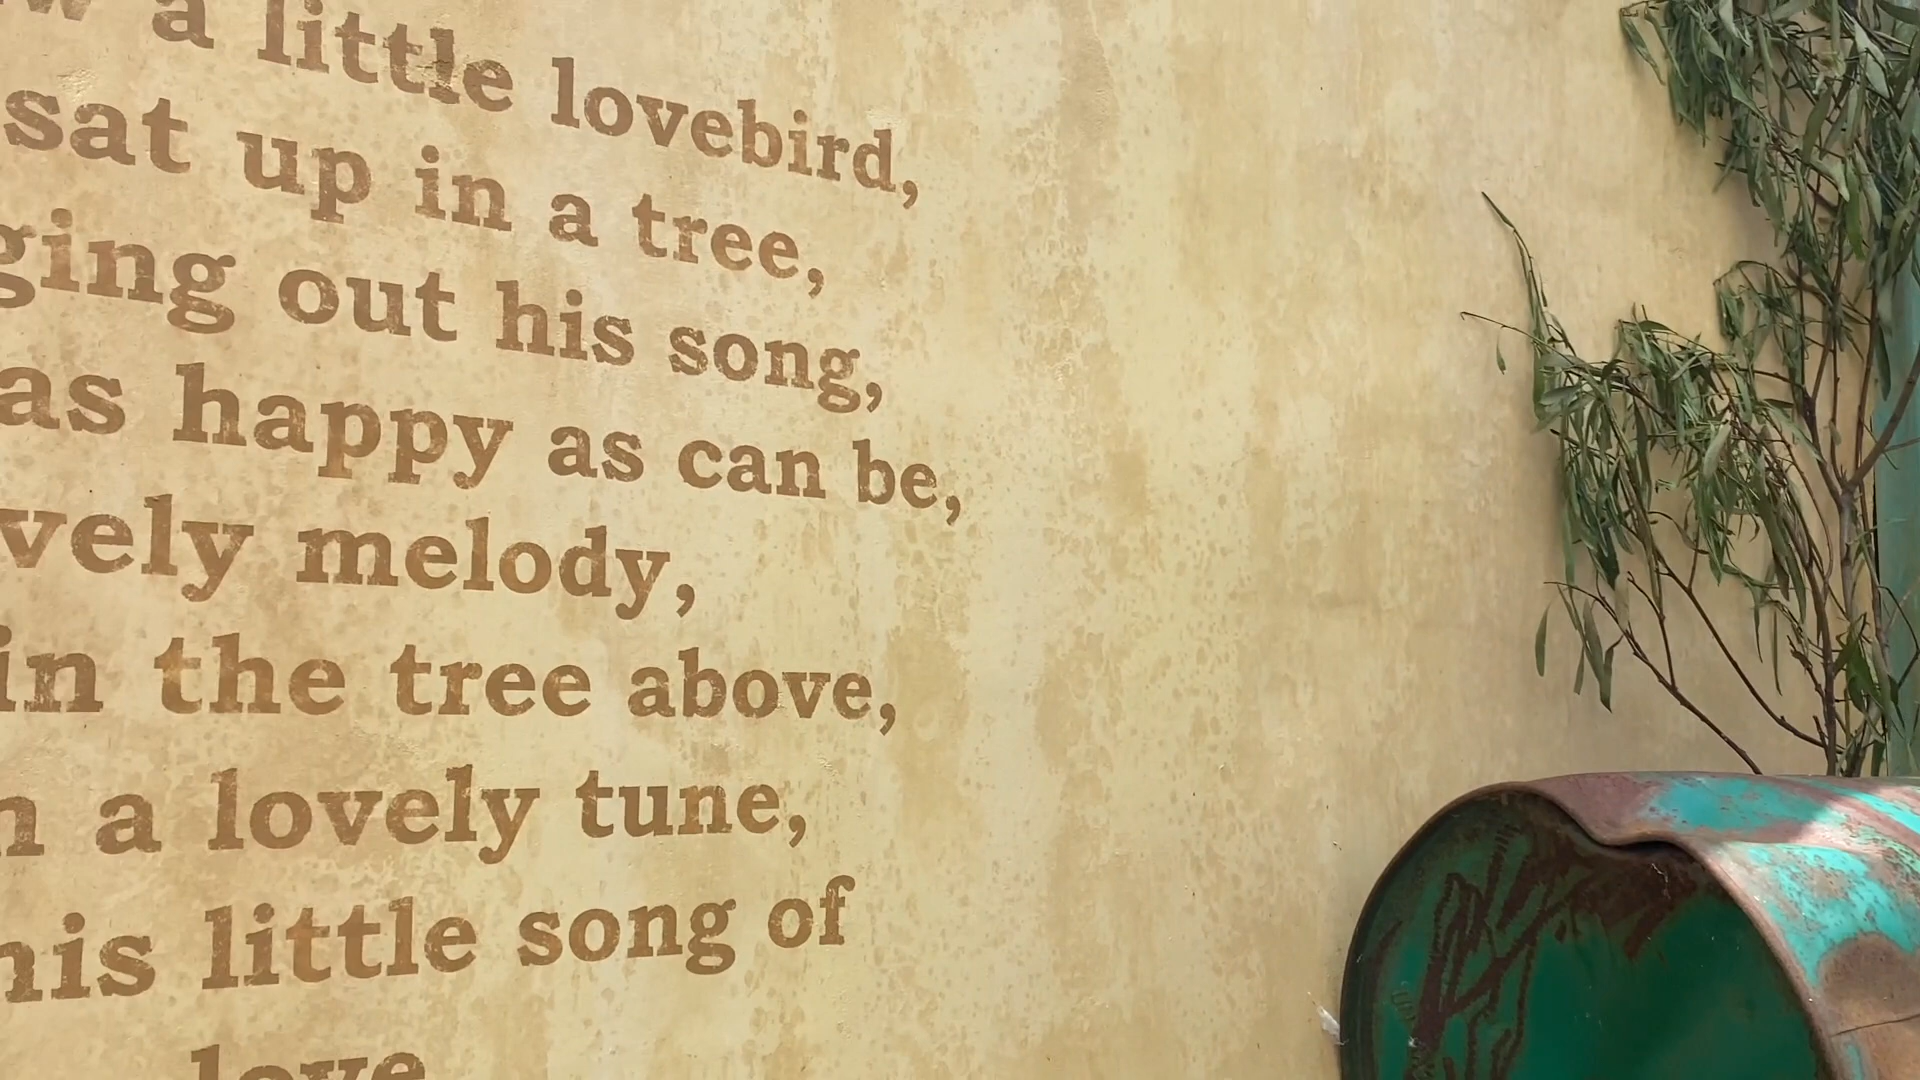 a little lovebird,
sat up in a tree,
ging out his song,
as happy as can be,
vely melody,
in the tree above,
a lovely tune,
his little song of
love